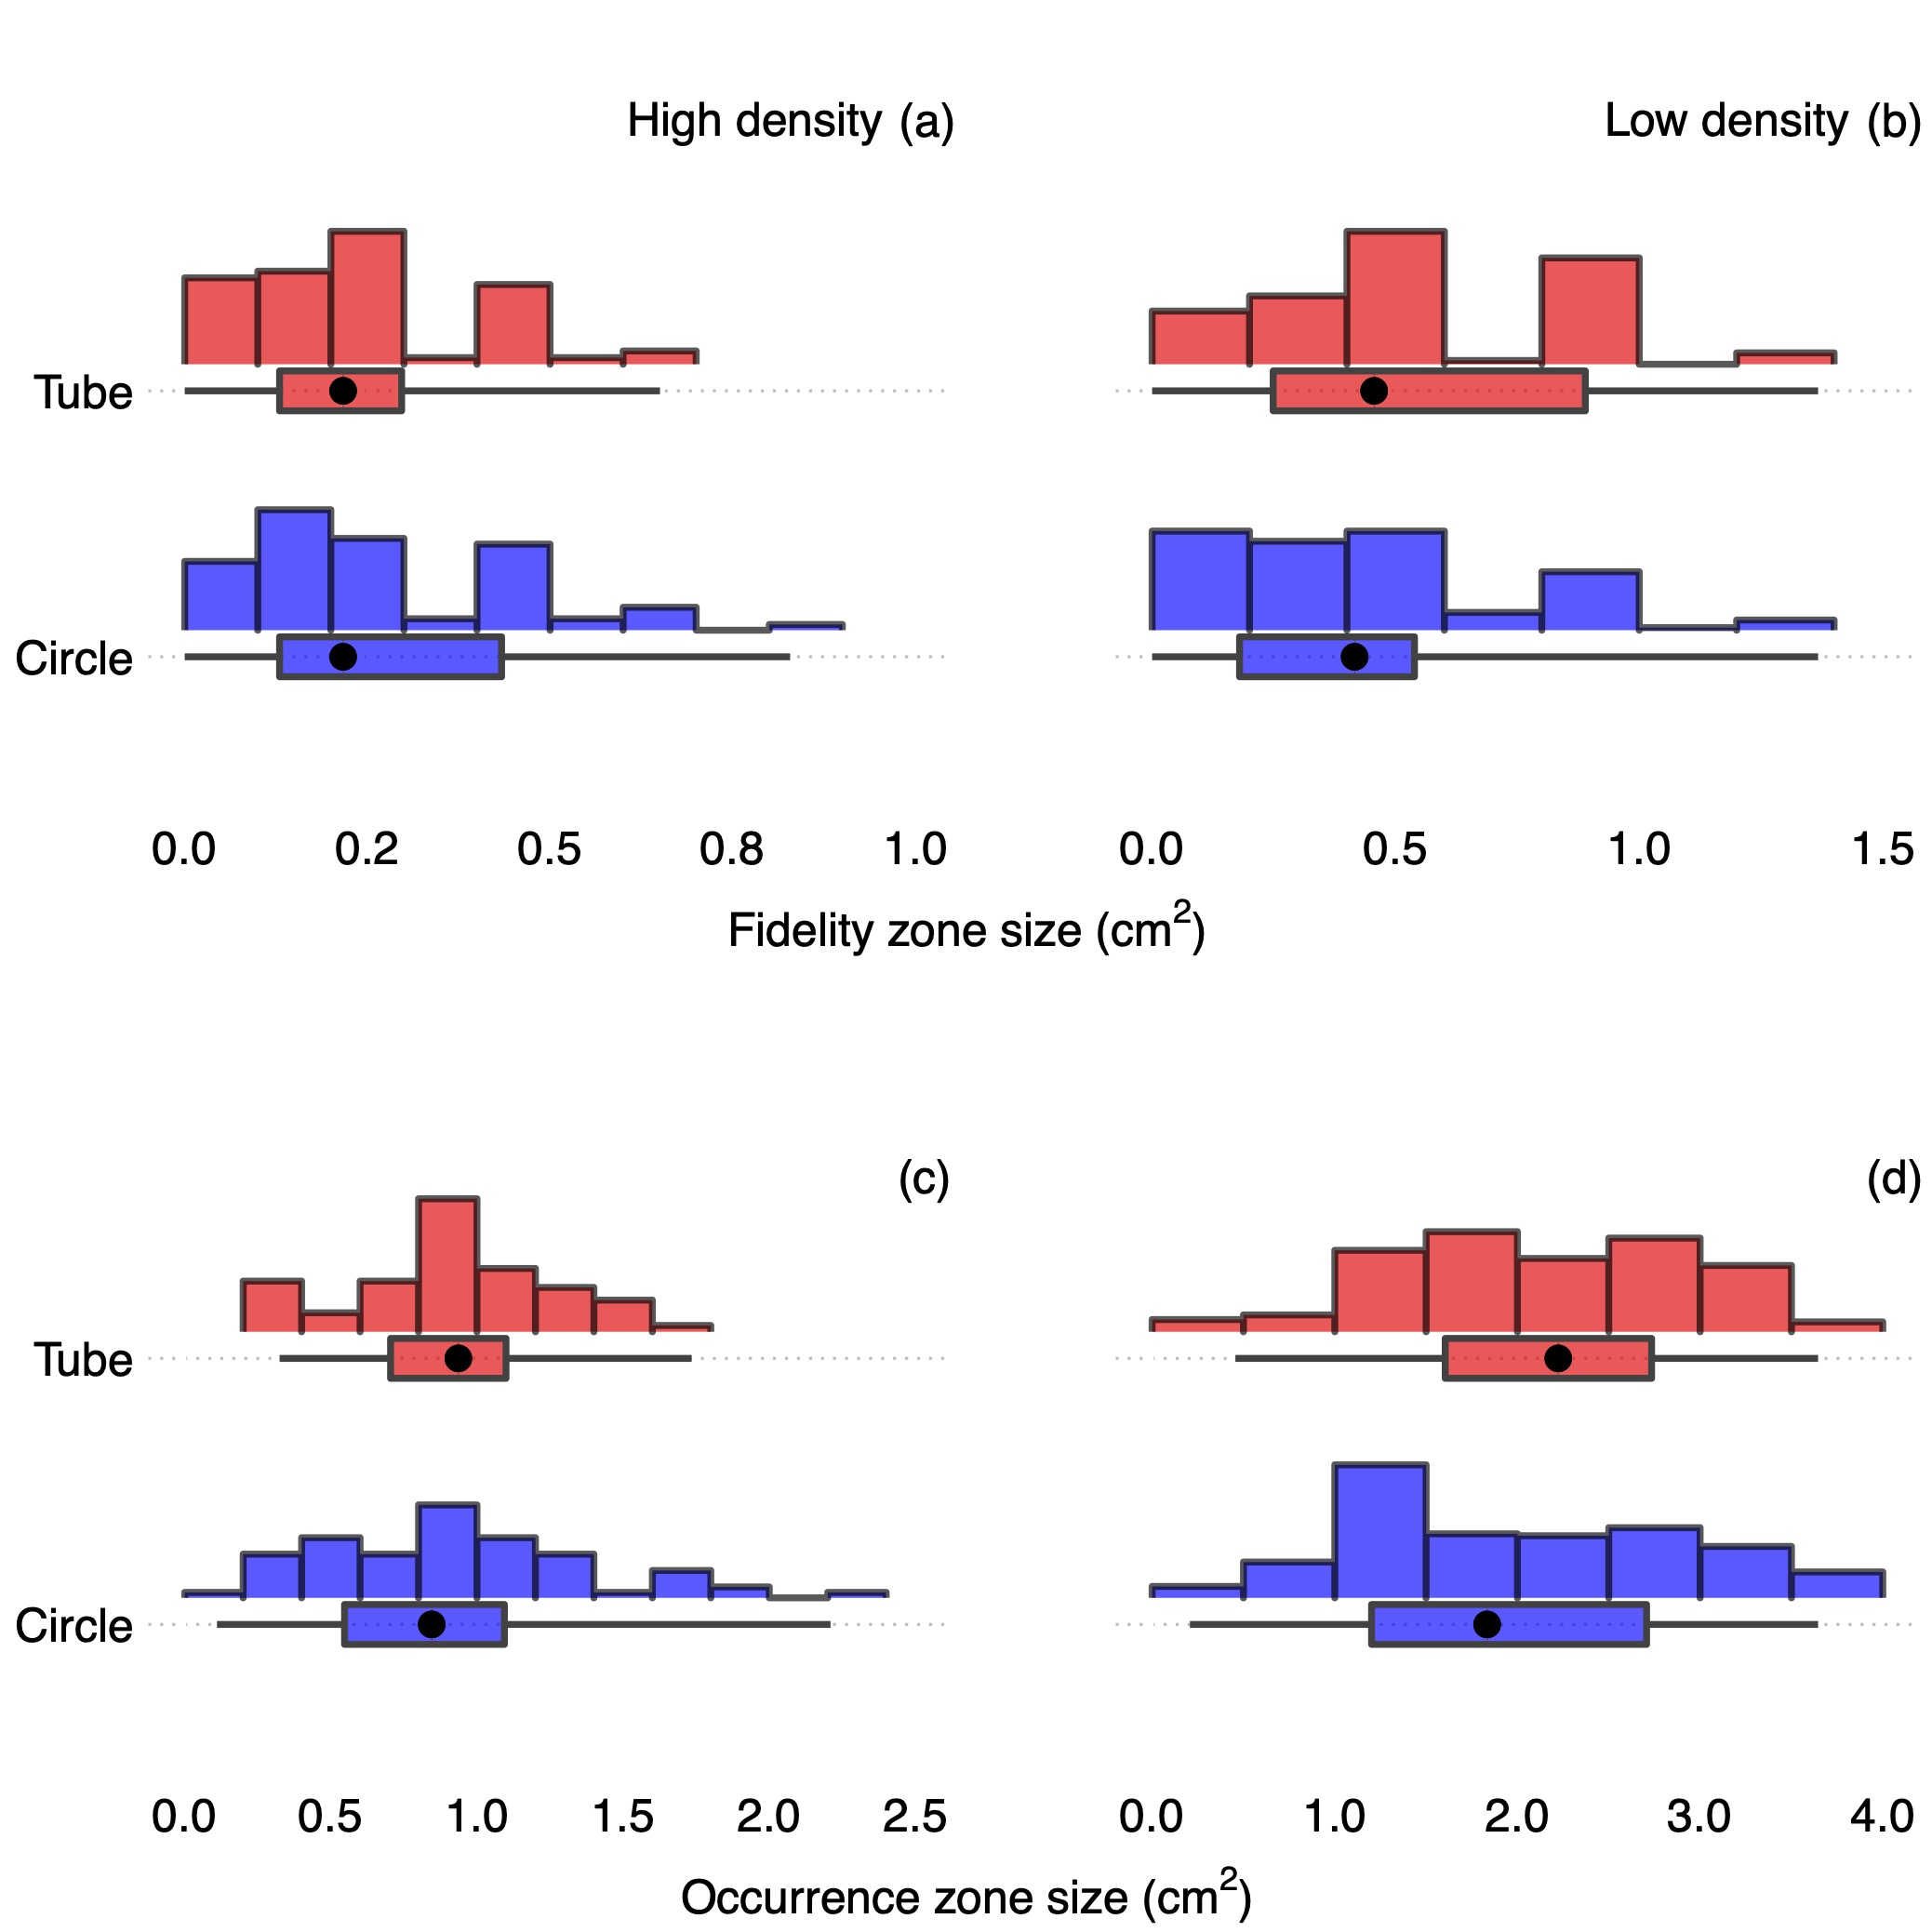 High density (a)
Low density (b)
Tube
Circle
0.0 0.2 0.5 0.8 1.0
0.0 0.5 1.0 1.5
Fidelity zone size (cm²)
(c)
(d)
Tube
Circle
0.0 0.5 1.0 1.5 2.0 2.5
0.0 1.0 2.0 3.0 4.0
Occurrence zone size (cm²)